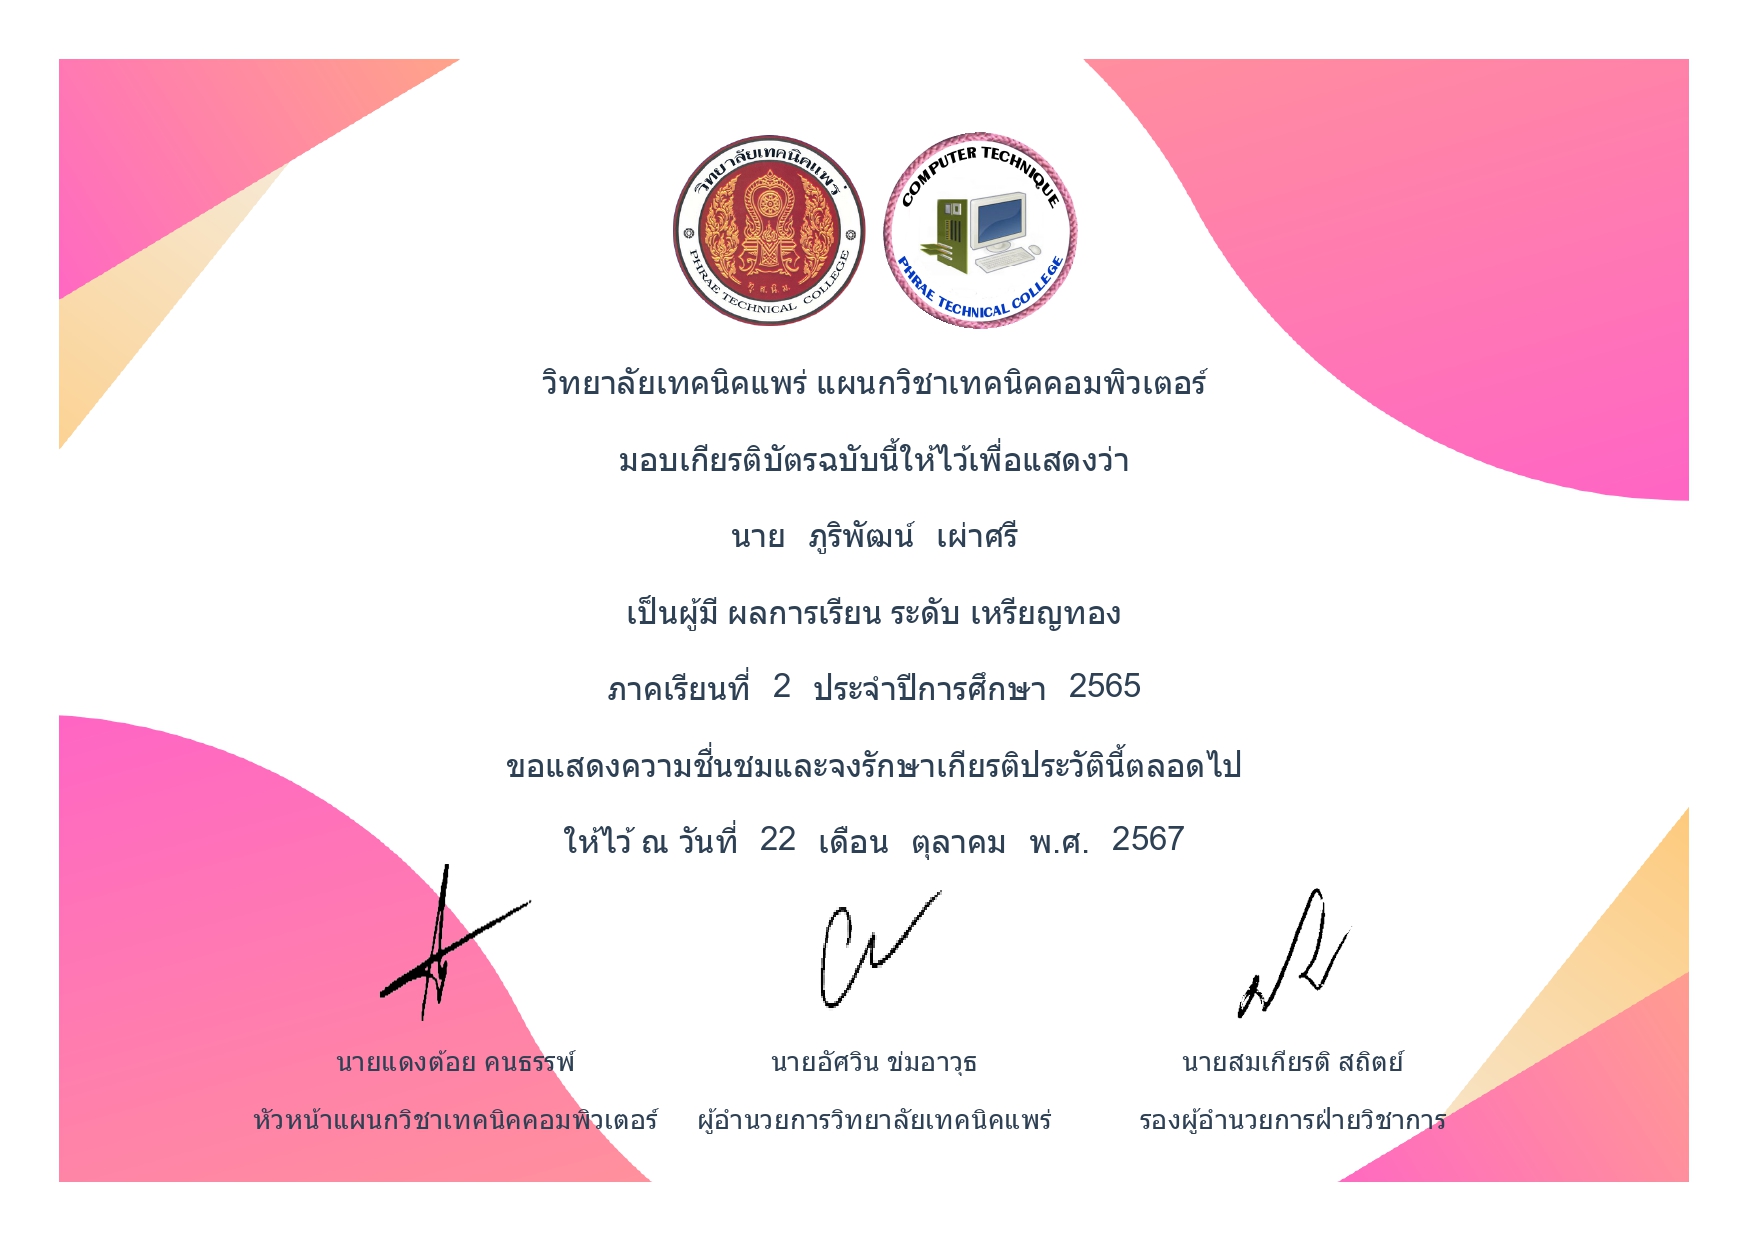 วิทยาลัยเทคนิคแพร่
PHRAE TECHNICAL COLLEGE
COMPUTER TECHNIQUE
PHRAE TECHNICAL COLLEGE
วิทยาลัยเทคนิคแพร่ แผนกวิชาเทคนิคคอมพิวเตอร์
มอบเกียรติบัตรฉบับนี้ให้ไว้เพื่อแสดงว่า
นาย ภูริพัฒน์ เผ่าศรี
เป็นผู้มี ผลการเรียน ระดับ เหรียญทอง
ภาคเรียนที่ 2 ประจำปีการศึกษา 2565
ขอแสดงความชื่นชมและจงรักษาเกียรติประวัตินี้ตลอดไป
ให้ไว้ ณ วันที่ 22 เดือน ตุลาคม พ.ศ. 2567
นายแดงต้อย คนธรรพ์ นายอัศวิน ข่มอาวุธ นายสมเกียรติ สถิตย์
หัวหน้าแผนกวิชาเทคนิคคอมพิวเตอร์ ผู้อำนวยการวิทยาลัยเทคนิคแพร่ รองผู้อำนวยการฝ่ายวิชาการ